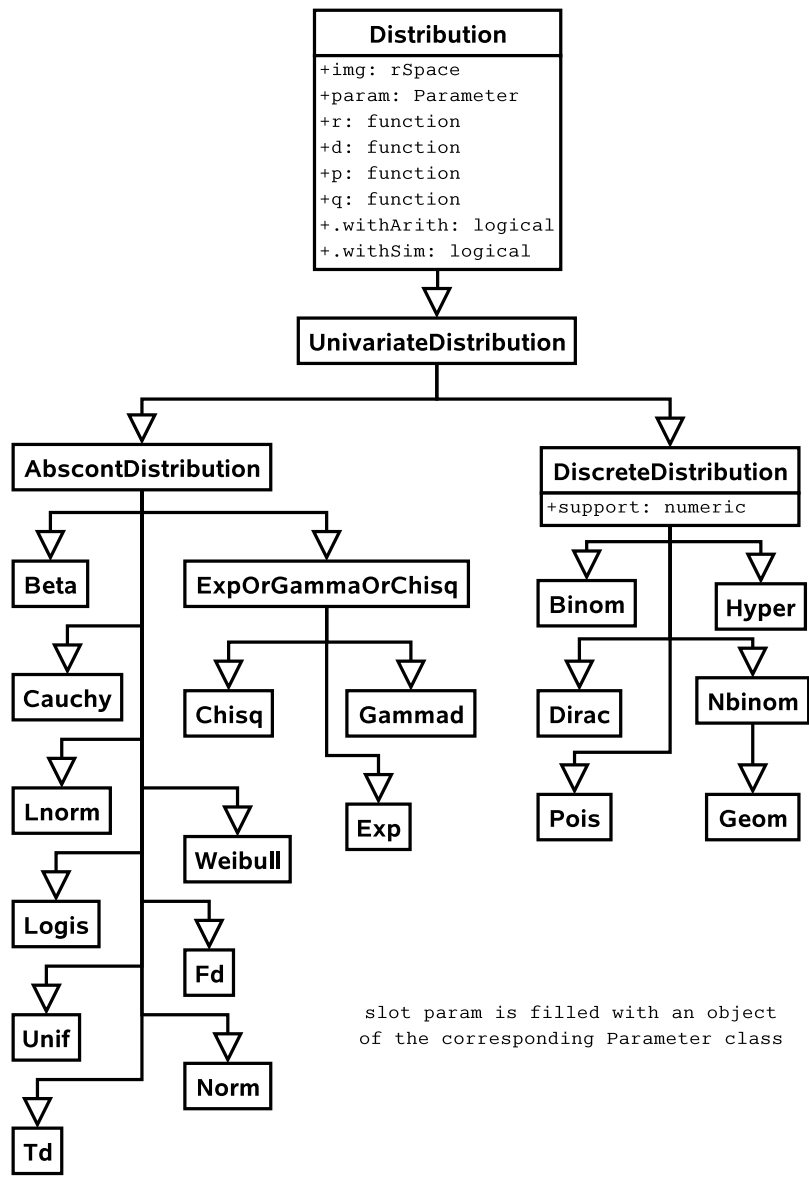 Distribution
+img: rSpace
+param: Parameter
+r: function
+d: function
+p: function
+q: function
+.withArith: logical
+.withSim: logical
UnivariateDistribution
AbscontDistribution
DiscreteDistribution
+support: numeric
Beta
ExpOrGammaOrChisq
Binom
Hyper
Cauchy
Chisq
Gammad
Dirac
Nbinom
Lnorm
Exp
Pois
Geom
Weibull
Logis
Fd
Unif
Norm
Td
slot param is filled with an object
of the corresponding Parameter class